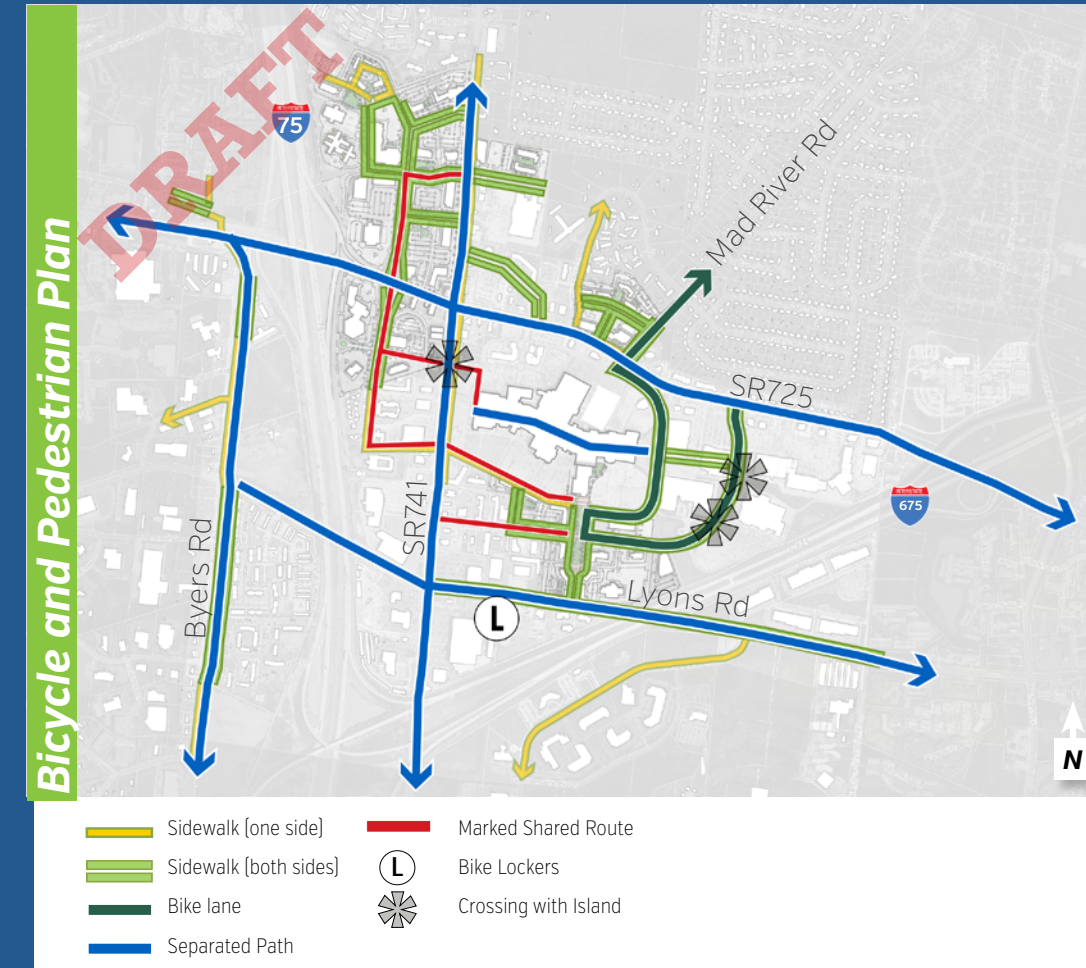 Bicycle and Pedestrian Plan
DRAFT
75
Mad River Rd
SR725
675
SR741
Byers Rd
Lyons Rd
L
N
Sidewalk (one side)
Sidewalk (both sides)
Bike lane
Separated Path
Marked Shared Route
L
Bike Lockers
Crossing with Island